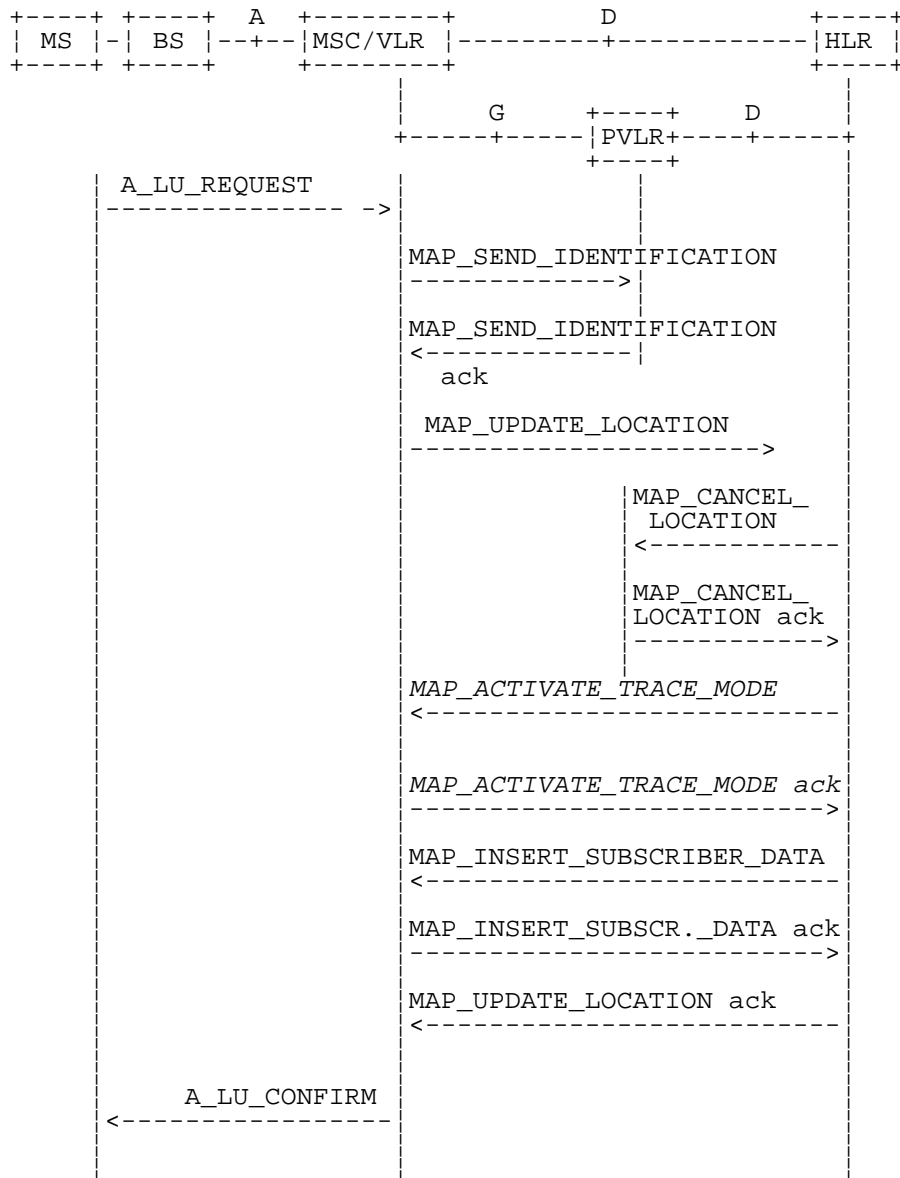 A D
MS BS MSC/VLR HLR
G D
PVLR
A_LU_REQUEST
MAP_SEND_IDENTIFICATION
MAP_SEND_IDENTIFICATION
ack
MAP_UPDATE_LOCATION
MAP_CANCEL_
LOCATION
MAP_CANCEL_
LOCATION ack
MAP_ACTIVATE_TRACE_MODE
MAP_ACTIVATE_TRACE_MODE ack
MAP_INSERT_SUBSCRIBER_DATA
MAP_INSERT_SUBSCR._DATA ack
MAP_UPDATE_LOCATION ack
A_LU_CONFIRM